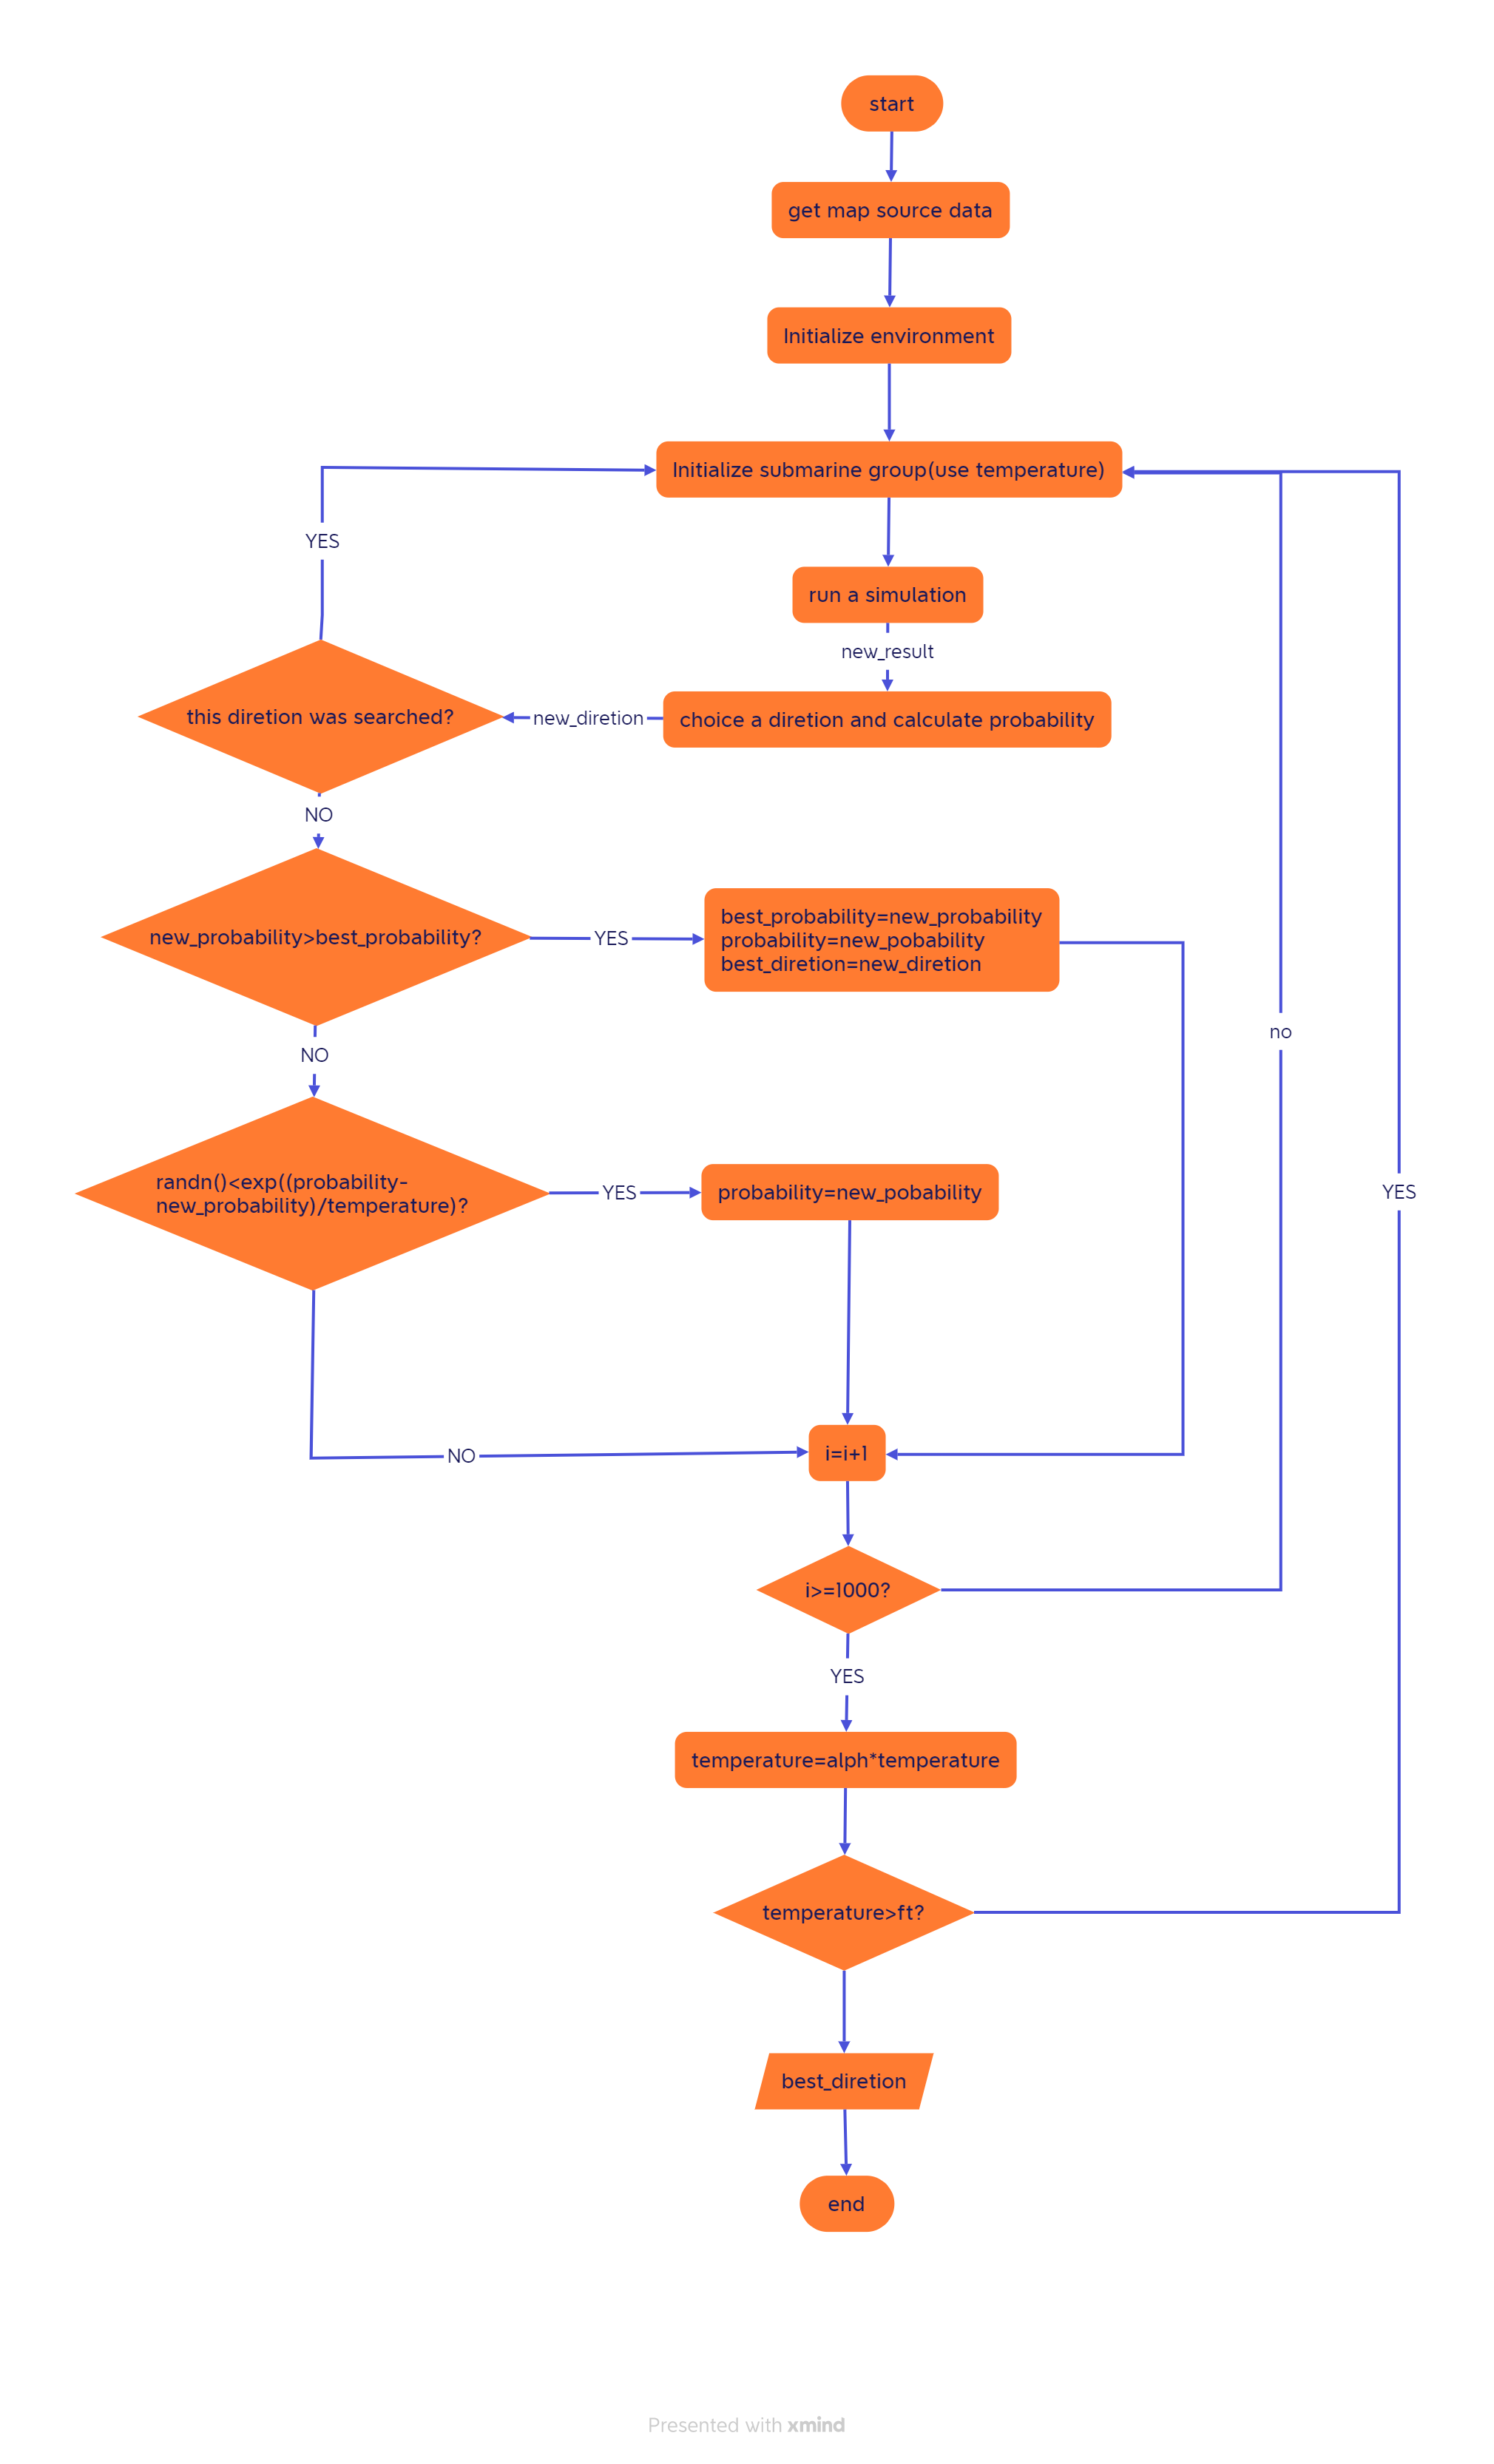 start
get map source data
Initialize environment
Initialize submarine group(use temperature)
YES
run a simulation
new_result
this diretion was searched?
new_diretion
choice a diretion and calculate probability
NO
new_probability>best_probability?
YES
best_probability=new_probability
probability=new_pobability
best_diretion=new_diretion
no
NO
randn()<exp((probability-
new_probability)/temperature)?
YES
probability=new_pobability
YES
NO
i=i+1
i>=1000?
YES
temperature=alph*temperature
temperature>ft?
best_diretion
end
Presented with xmind